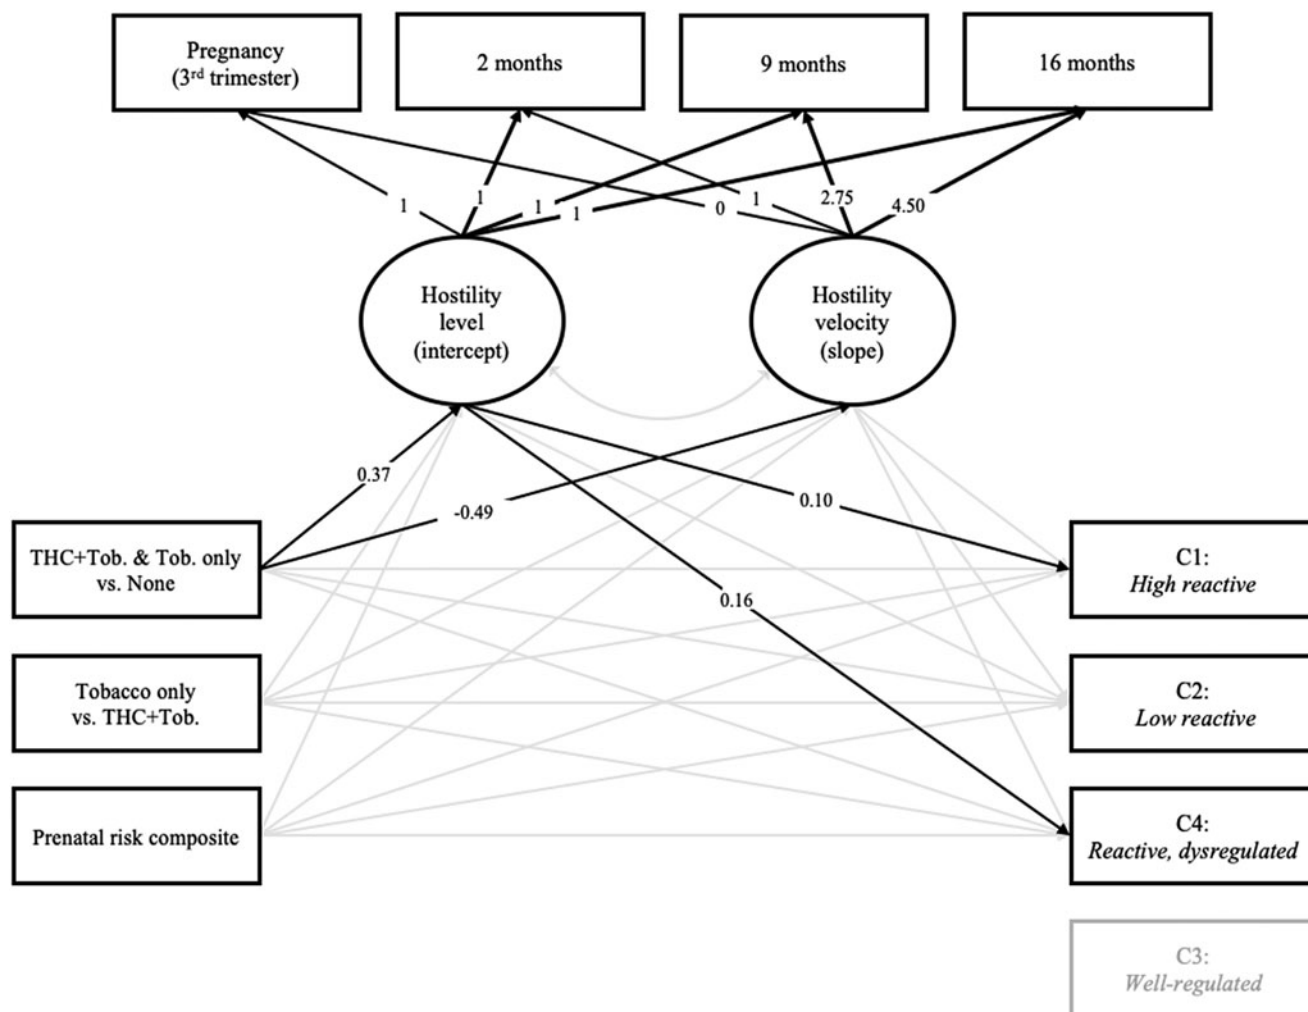 Pregnancy
(3rd trimester)
2 months
9 months
16 months
1
1
1
1
0
1
2.75
4.50
Hostility
level
(intercept)
Hostility
velocity
(slope)
0.37
-0.49
0.10
0.16
THC+Tob. & Tob. only
vs. None
Tobacco only
vs. THC+Tob.
Prenatal risk composite
C1:
High reactive
C2:
Low reactive
C4:
Reactive, dysregulated
C3:
Well-regulated